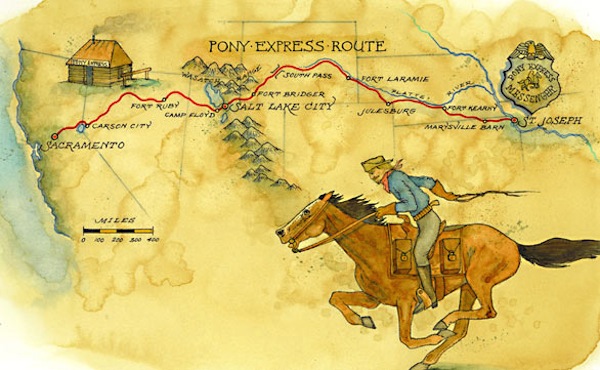 PONY·EXPRESS·ROUTE
PONY EXPRESS
WASATCH
SOUTH PASS
FORT LARAMIE
PLATTE
RIVER
PONY EXPRESS
MESSENGER
FORT RUBY
CAMP FLOYD
FORT BRIDGER
SALT LAKE CITY
JULESBURG
FORT KEARNY
ST. JOSEPH
MARYSVILLE BARN
CARSON CITY
SACRAMENTO
MILES
0 100 200 300 400